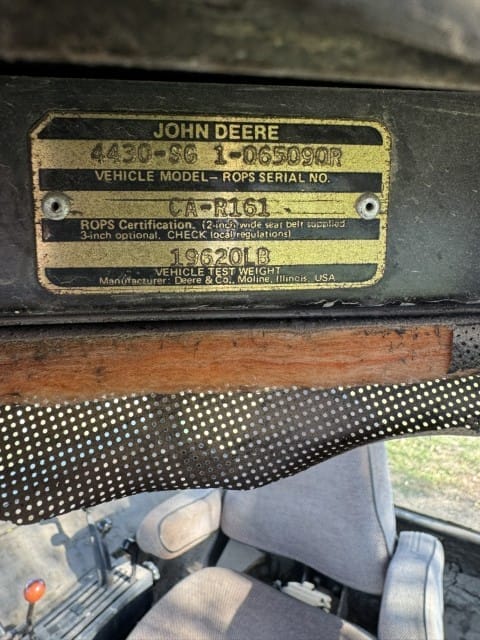 JOHN DEERE
4430-SG 1-065090R
VEHICLE MODEL – ROPS SERIAL NO.
CA-R161
ROPS Certification. (2-inch wide seat belt supplied
3-inch optional. CHECK local regulations)
19620LB
VEHICLE TEST WEIGHT
Manufacturer: Deere & Co., Moline, Illinois, USA